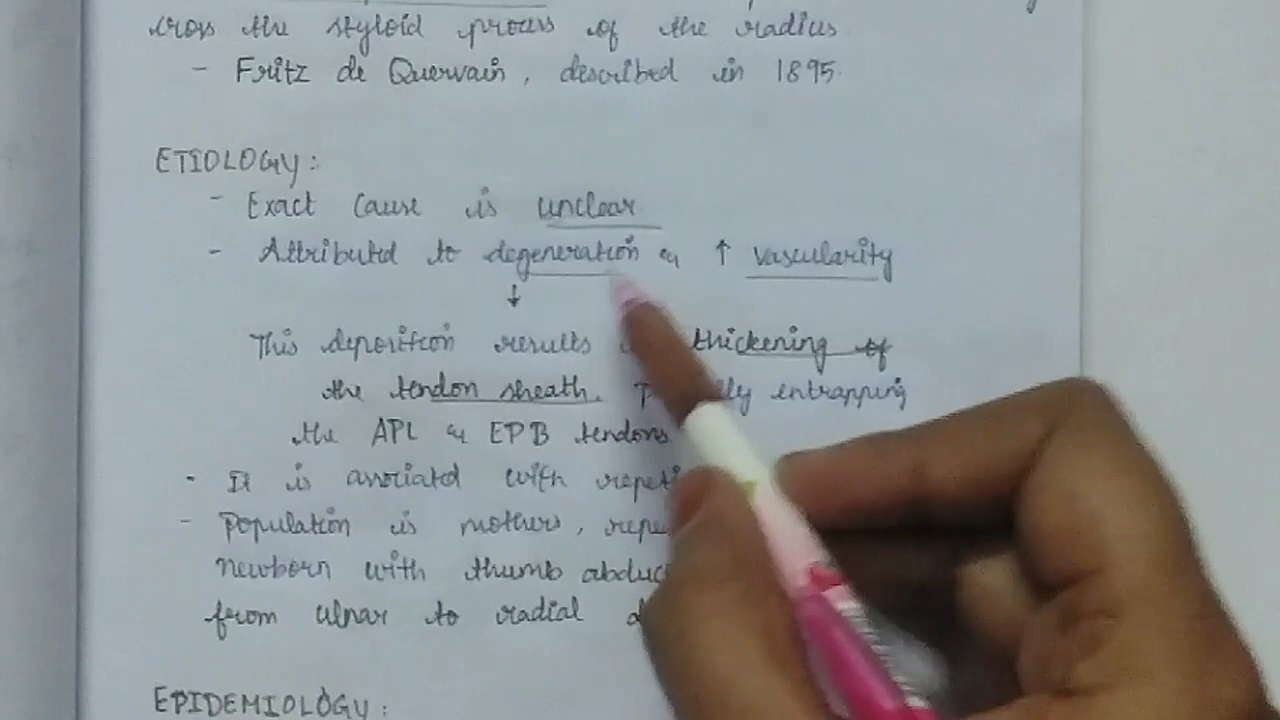 cross the styloid process of the radius
- Fritz de Quervain, described in 1895.
ETIOLOGY:
- Exact cause is unclear
- Attributed to degeneration & ↑ vascularity
↓
This deposition results thickening of
the tendon sheath, entrapping
the APL & EPB tendons
- It is associated with
- Population is mothers,
newborn with thumb
from ulnar to radial
EPIDEMIOLOGY: